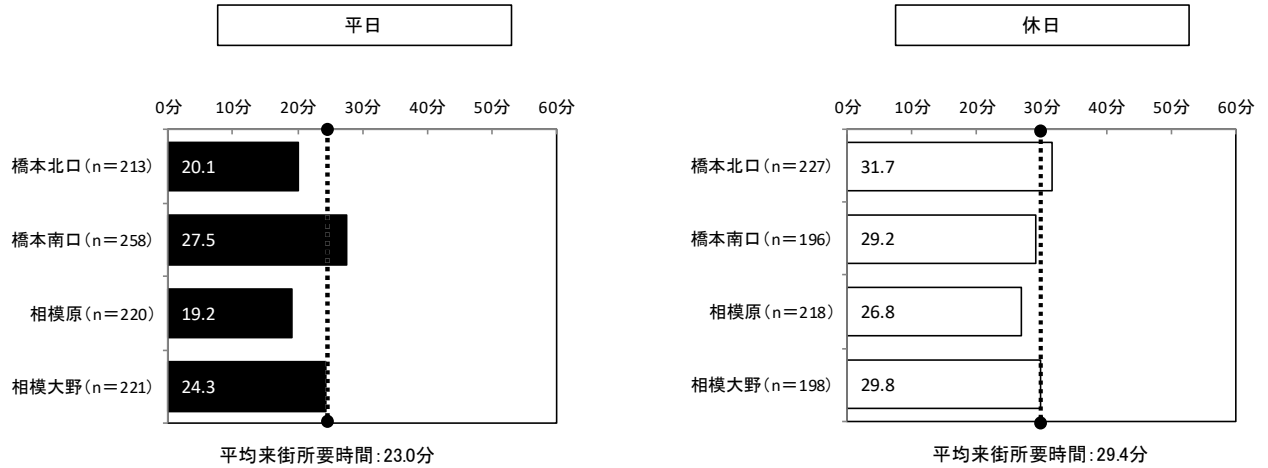 平日
0分 10分 20分 30分 40分 50分 60分
橋本北口(n=213) 20.1
橋本南口(n=258) 27.5
相模原(n=220) 19.2
相模大野(n=221) 24.3
平均来街所要時間:23.0分
休日
0分 10分 20分 30分 40分 50分 60分
橋本北口(n=227) 31.7
橋本南口(n=196) 29.2
相模原(n=218) 26.8
相模大野(n=198) 29.8
平均来街所要時間:29.4分